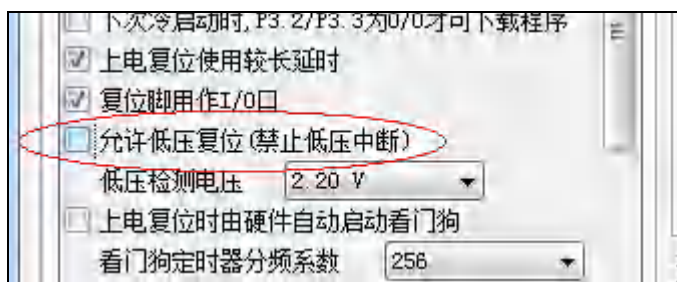 下次冷启动时,P3.2/P3.3为0/0才可下载程序
上电复位使用较长延时
复位脚用作I/O口
允许低压复位(禁止低压中断)
低压检测电压 2.20 V
上电复位时由硬件自动启动看门狗
看门狗定时器分频系数 256